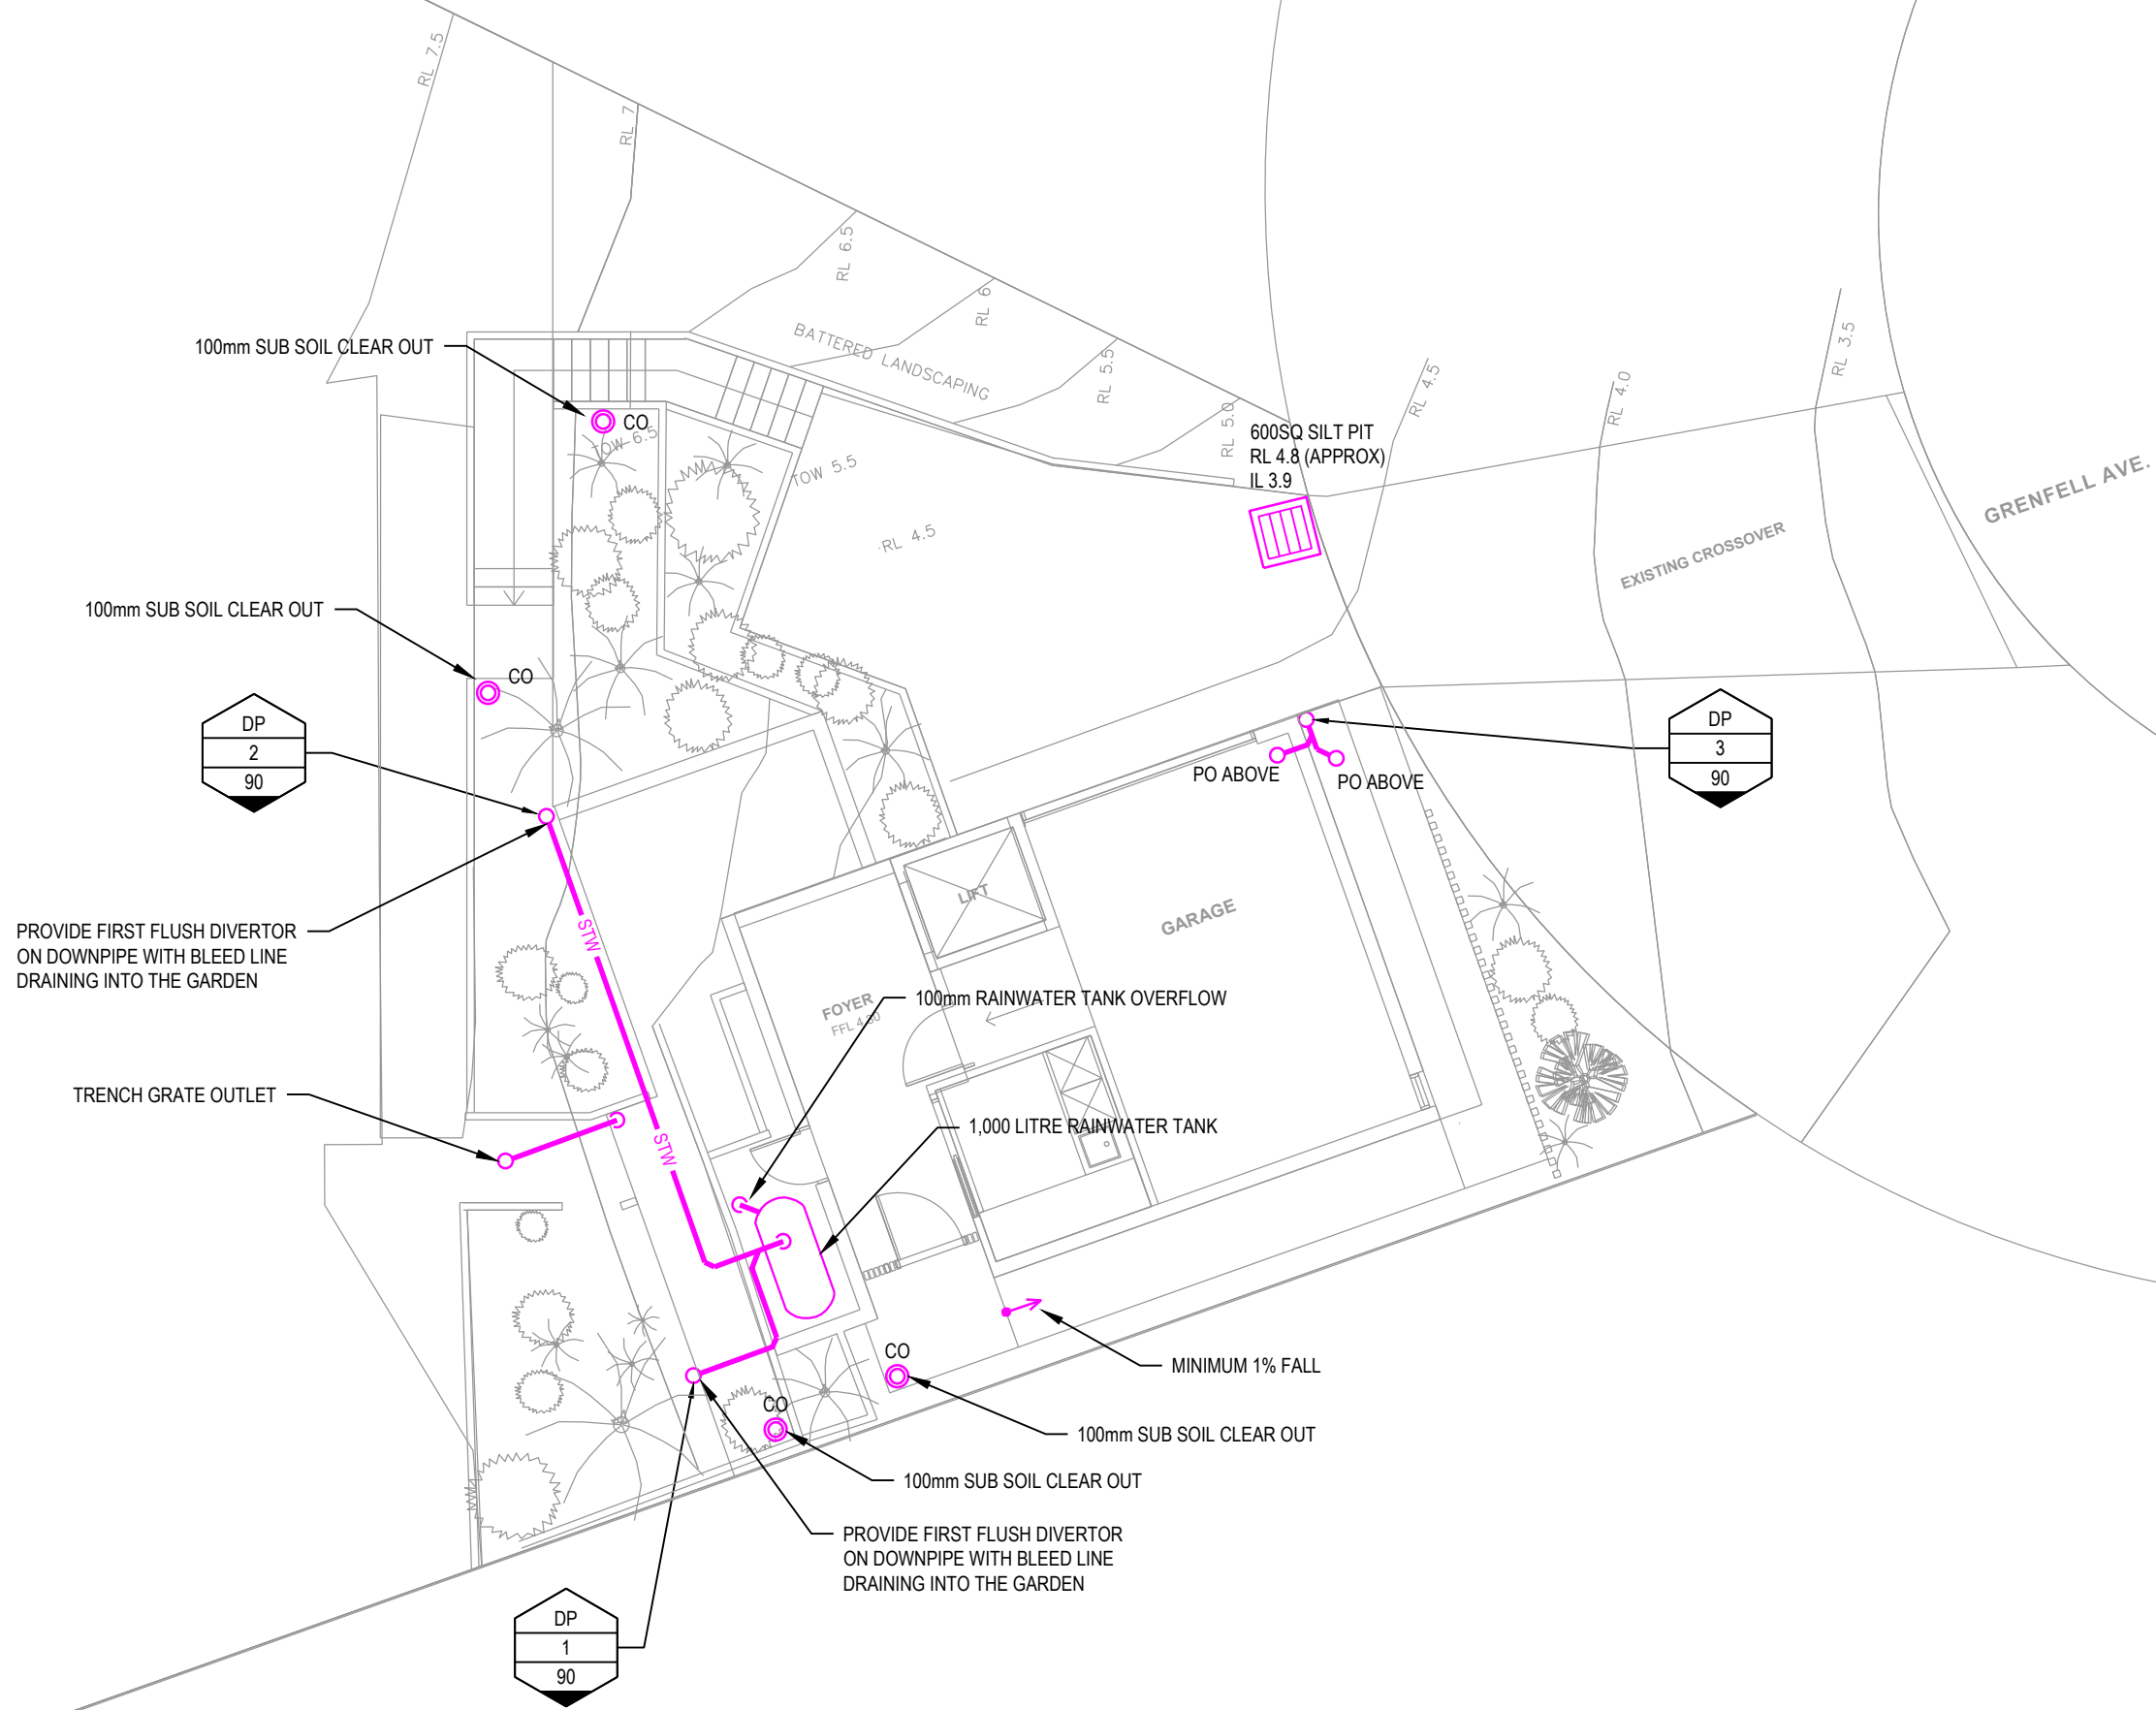 RL 7.5
RL 7
RL 6.5
RL 6
BATTERED LANDSCAPING
RL 5.5
RL 5.0
RL 4.5
RL 4.0
RL 3.5
100mm SUB SOIL CLEAR OUT
CO
TOW 6.5
TOW 5.5
600SQ SILT PIT
RL 4.8 (APPROX)
IL 3.9
GRENFELL AVE.
RL 4.5
EXISTING CROSSOVER
100mm SUB SOIL CLEAR OUT
CO
DP
2
90
DP
3
90
PO ABOVE
PO ABOVE
LIFT
GARAGE
PROVIDE FIRST FLUSH DIVERTOR
ON DOWNPIPE WITH BLEED LINE
DRAINING INTO THE GARDEN
STW
FOYER
FFL 4.30
100mm RAINWATER TANK OVERFLOW
TRENCH GRATE OUTLET
STW
1,000 LITRE RAINWATER TANK
CO
MINIMUM 1% FALL
CO
100mm SUB SOIL CLEAR OUT
100mm SUB SOIL CLEAR OUT
PROVIDE FIRST FLUSH DIVERTOR
ON DOWNPIPE WITH BLEED LINE
DRAINING INTO THE GARDEN
DP
1
90